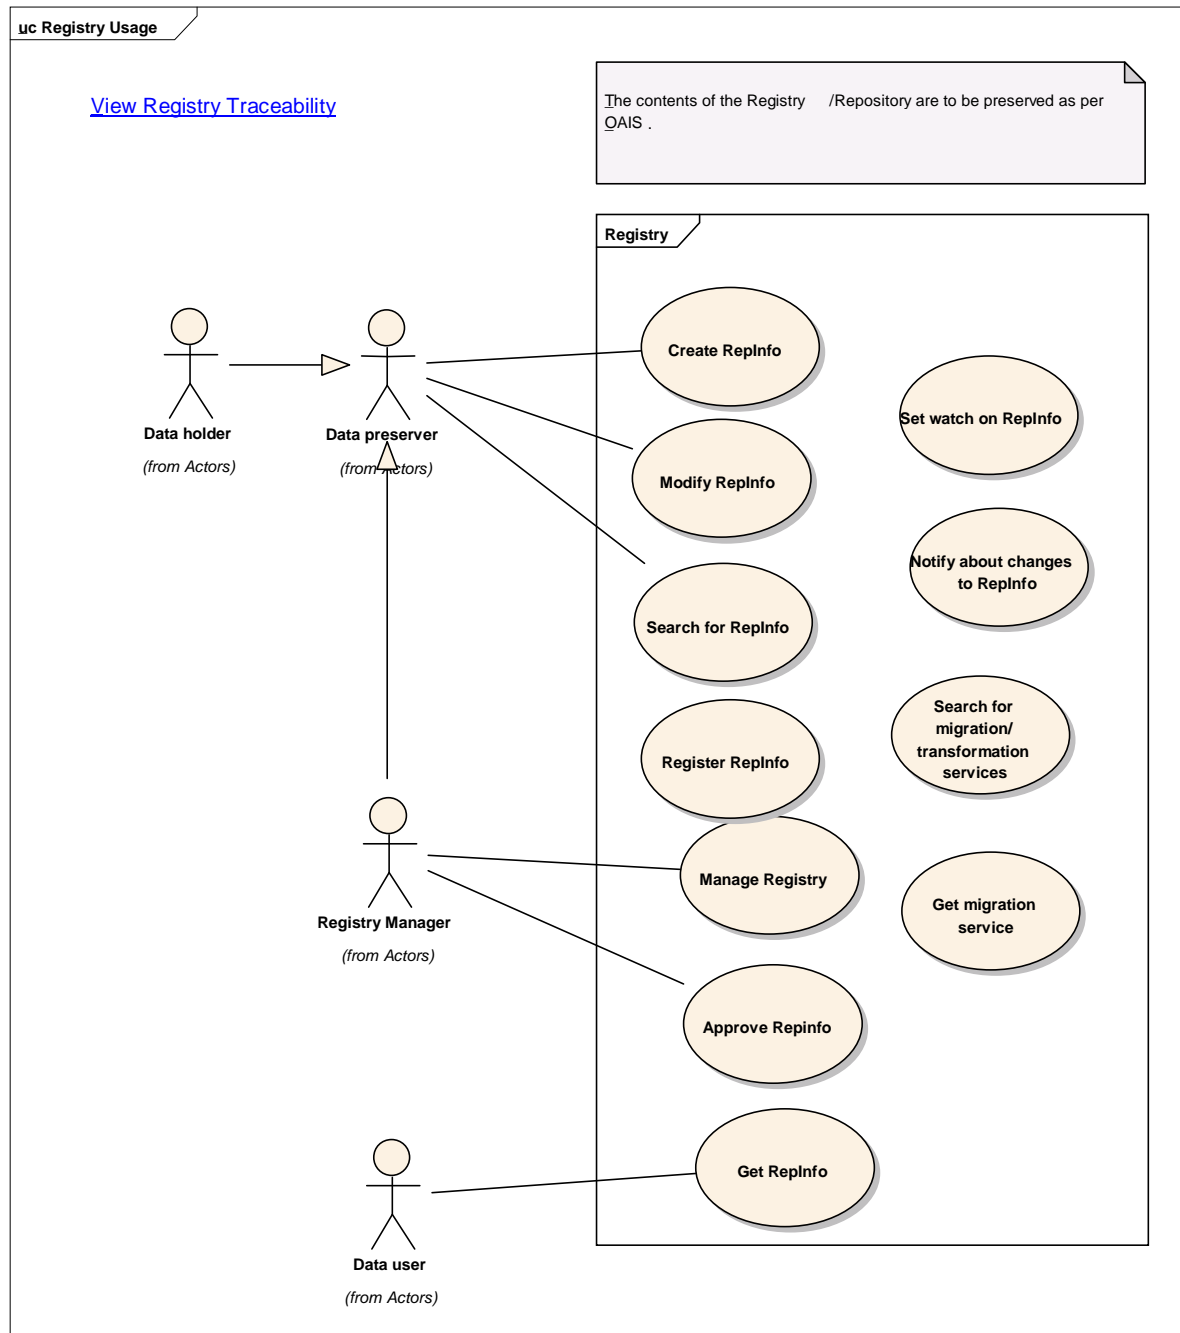 uc Registry Usage
View Registry Traceability
The contents of the Registry /Repository are to be preserved as per
OAIS .
Registry
Create RepInfo
Set watch on RepInfo
Data holder
(from Actors)
Data preserver
(from Actors)
Modify RepInfo
Notify about changes
to RepInfo
Search for RepInfo
Search for
migration/
transformation
services
Register RepInfo
Manage Registry
Registry Manager
(from Actors)
Get migration
service
Approve Repinfo
Get RepInfo
Data user
(from Actors)